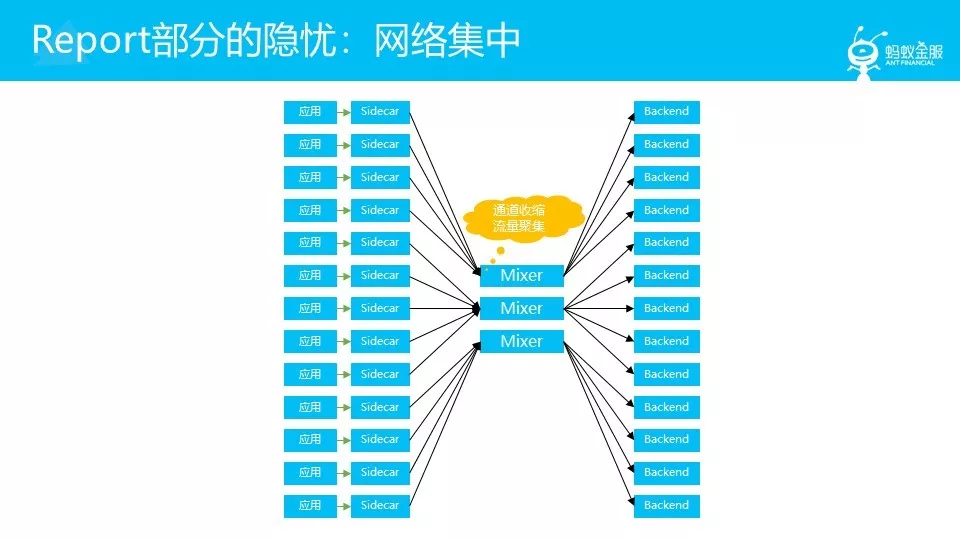 Report部分的隐忧：网络集中
蚂蚁金服
ANT FINANCIAL
应用 Sidecar Backend
应用 Sidecar Backend
应用 Sidecar Backend
应用 Sidecar Backend
通道收缩
流量聚集
应用 Sidecar Backend
应用 Sidecar Mixer Backend
应用 Sidecar Mixer Backend
应用 Sidecar Mixer Backend
应用 Sidecar Backend
应用 Sidecar Backend
应用 Sidecar Backend
应用 Sidecar Backend
应用 Sidecar Backend